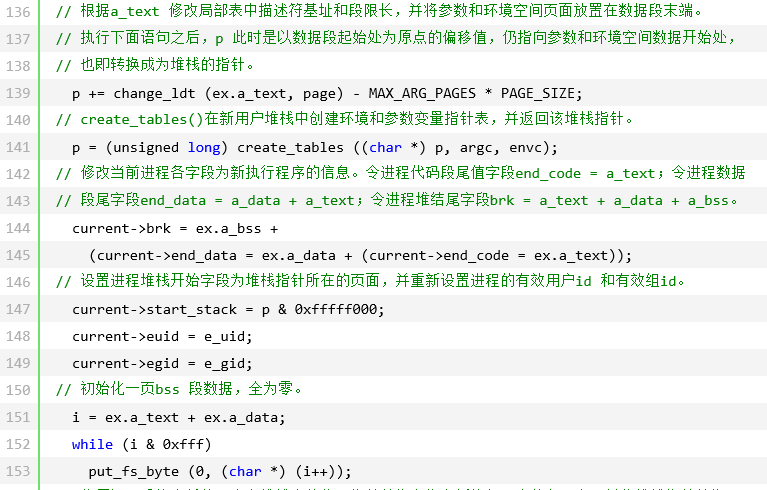 136 // 根据a_text 修改局部表中描述符基址和段限长，并将参数和环境空间页面放置在数据段末端。
137 // 执行下面语句之后，p 此时是以数据段起始处为原点的偏移值，仍指向参数和环境空间数据开始处，
138 // 也即转换成为堆栈的指针。
139 p += change_ldt (ex.a_text, page) - MAX_ARG_PAGES * PAGE_SIZE;
140 // create_tables()在新用户堆栈中创建环境和参数变量指针表，并返回该堆栈指针。
141 p = (unsigned long) create_tables ((char *) p, argc, envc);
142 // 修改当前进程各字段为新执行程序的信息。令进程代码段尾值字段end_code = a_text；令进程数据
143 // 段尾字段end_data = a_data + a_text；令进程堆结尾字段brk = a_text + a_data + a_bss。
144 current->brk = ex.a_bss +
145 (current->end_data = ex.a_data + (current->end_code = ex.a_text));
146 // 设置进程堆栈开始字段为堆栈指针所在的页面，并重新设置进程的有效用户id 和有效组id。
147 current->start_stack = p & 0xfffff000;
148 current->euid = e_uid;
149 current->egid = e_gid;
150 // 初始化一页bss 段数据，全为零。
151 i = ex.a_text + ex.a_data;
152 while (i & 0xfff)
153 put_fs_byte (0, (char *) (i++));